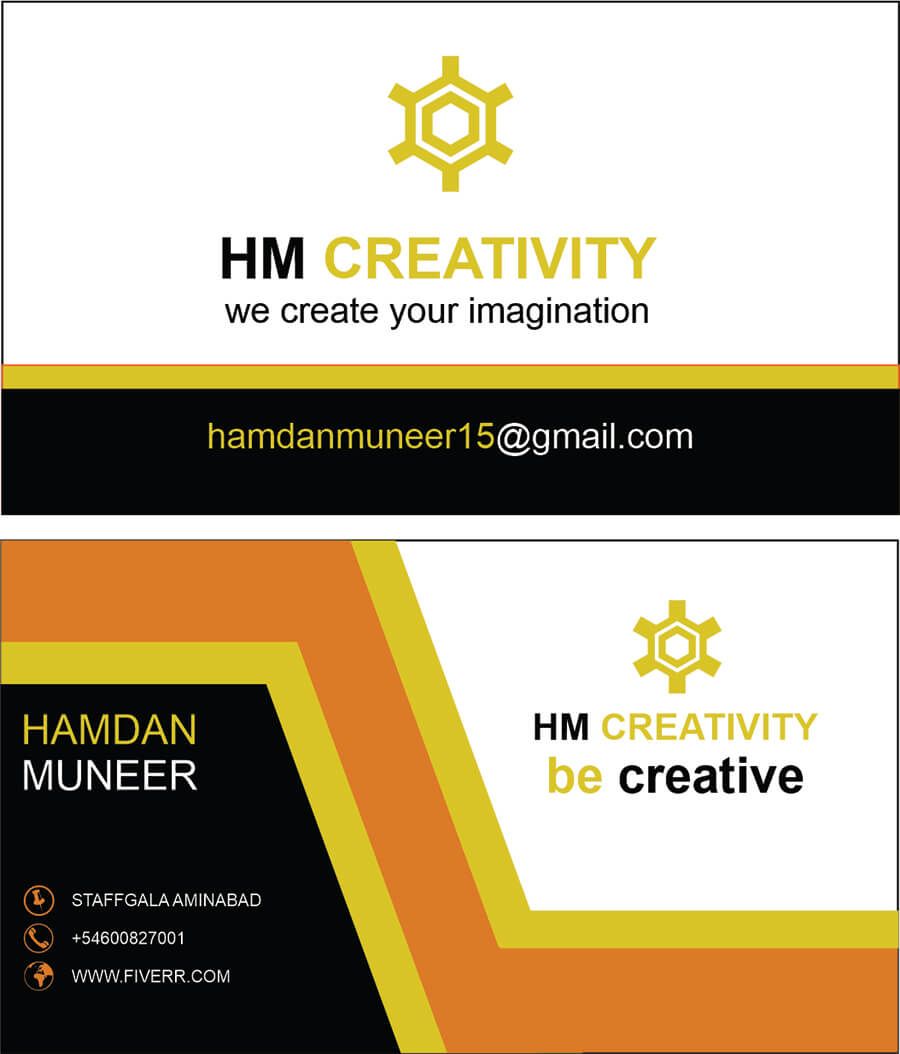 HM CREATIVITY
we create your imagination
hamdanmuneer15@gmail.com
HAMDAN
MUNEER
STAFFGALA AMINABAD
+54600827001
WWW.FIVERR.COM
HM CREATIVITY
be creative